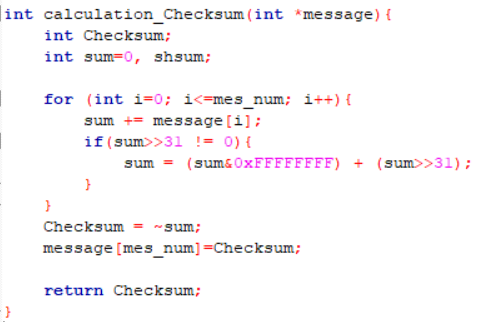 int calculation_Checksum(int *message){
    int Checksum;
    int sum=0, shsum;

    for (int i=0; i<=mes_num; i++){
        sum += message[i];
        if(sum>>31 != 0){
            sum = (sum&0xFFFFFFFF) + (sum>>31);
        }
    }
    Checksum = ~sum;
    message[mes_num]=Checksum;

    return Checksum;
}